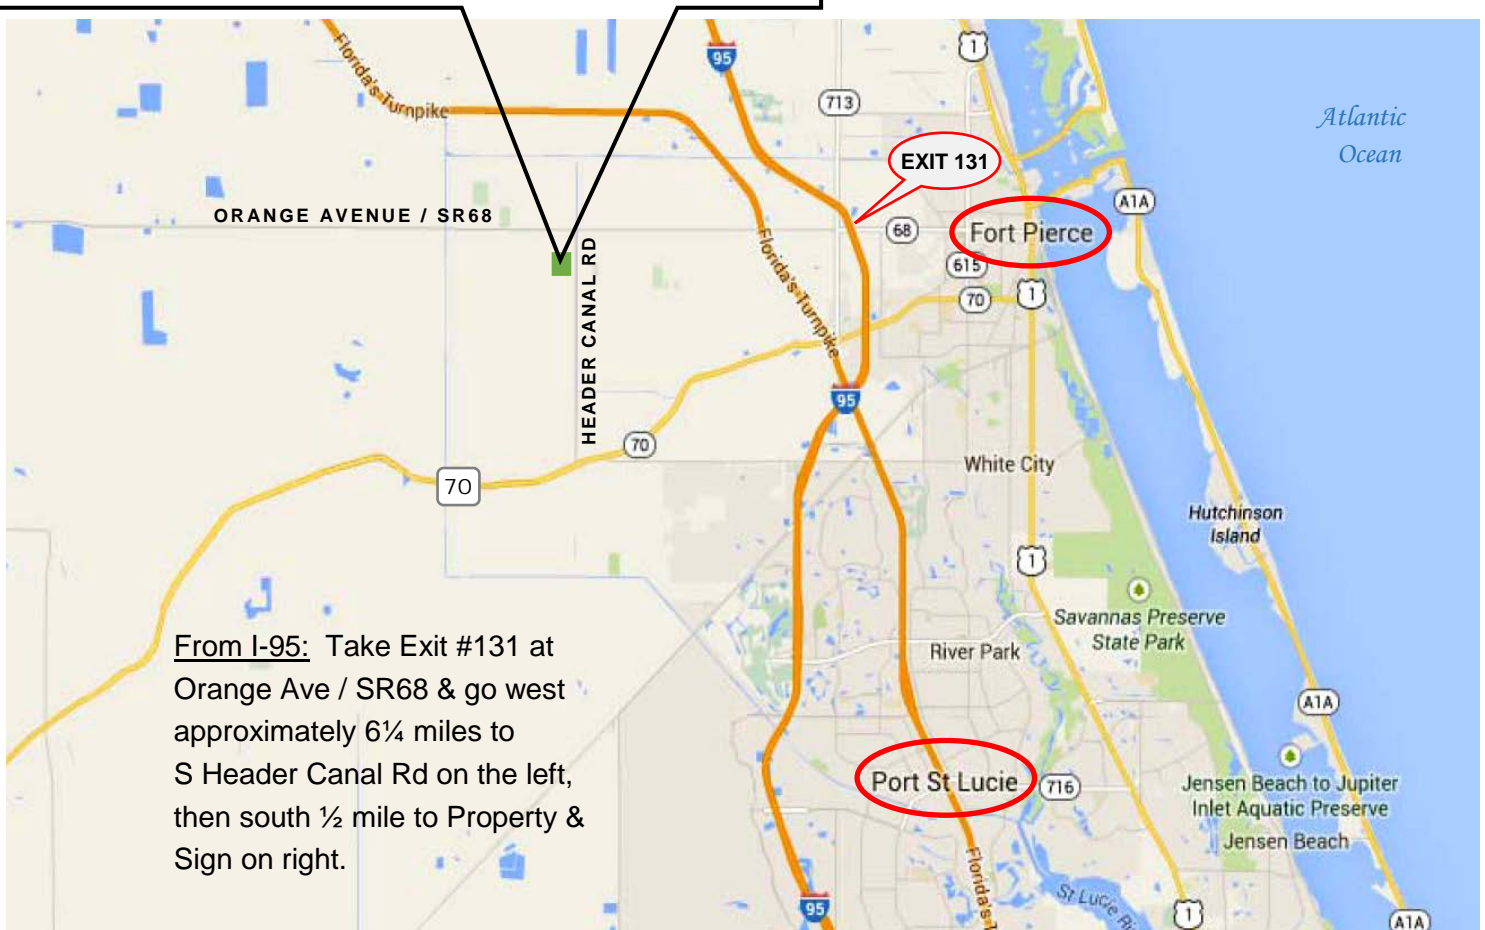 1
95
Florida's Turnpike
713
Atlantic
Ocean
EXIT 131
A1A
ORANGE AVENUE / SR68
68
Fort Pierce
HEADER CANAL RD
Florida's Turnpike
615
70
1
95
70
White City
70
Hutchinson
Island
1
Savannas Preserve
State Park
River Park
From I-95: Take Exit #131 at
Orange Ave / SR68 & go west
approximately 6¼ miles to
S Header Canal Rd on the left,
then south ½ mile to Property &
Sign on right.
A1A
Port St Lucie
716
Jensen Beach to Jupiter
Inlet Aquatic Preserve
Jensen Beach
Florida's T
St Lucie Ri
95
1
A1A